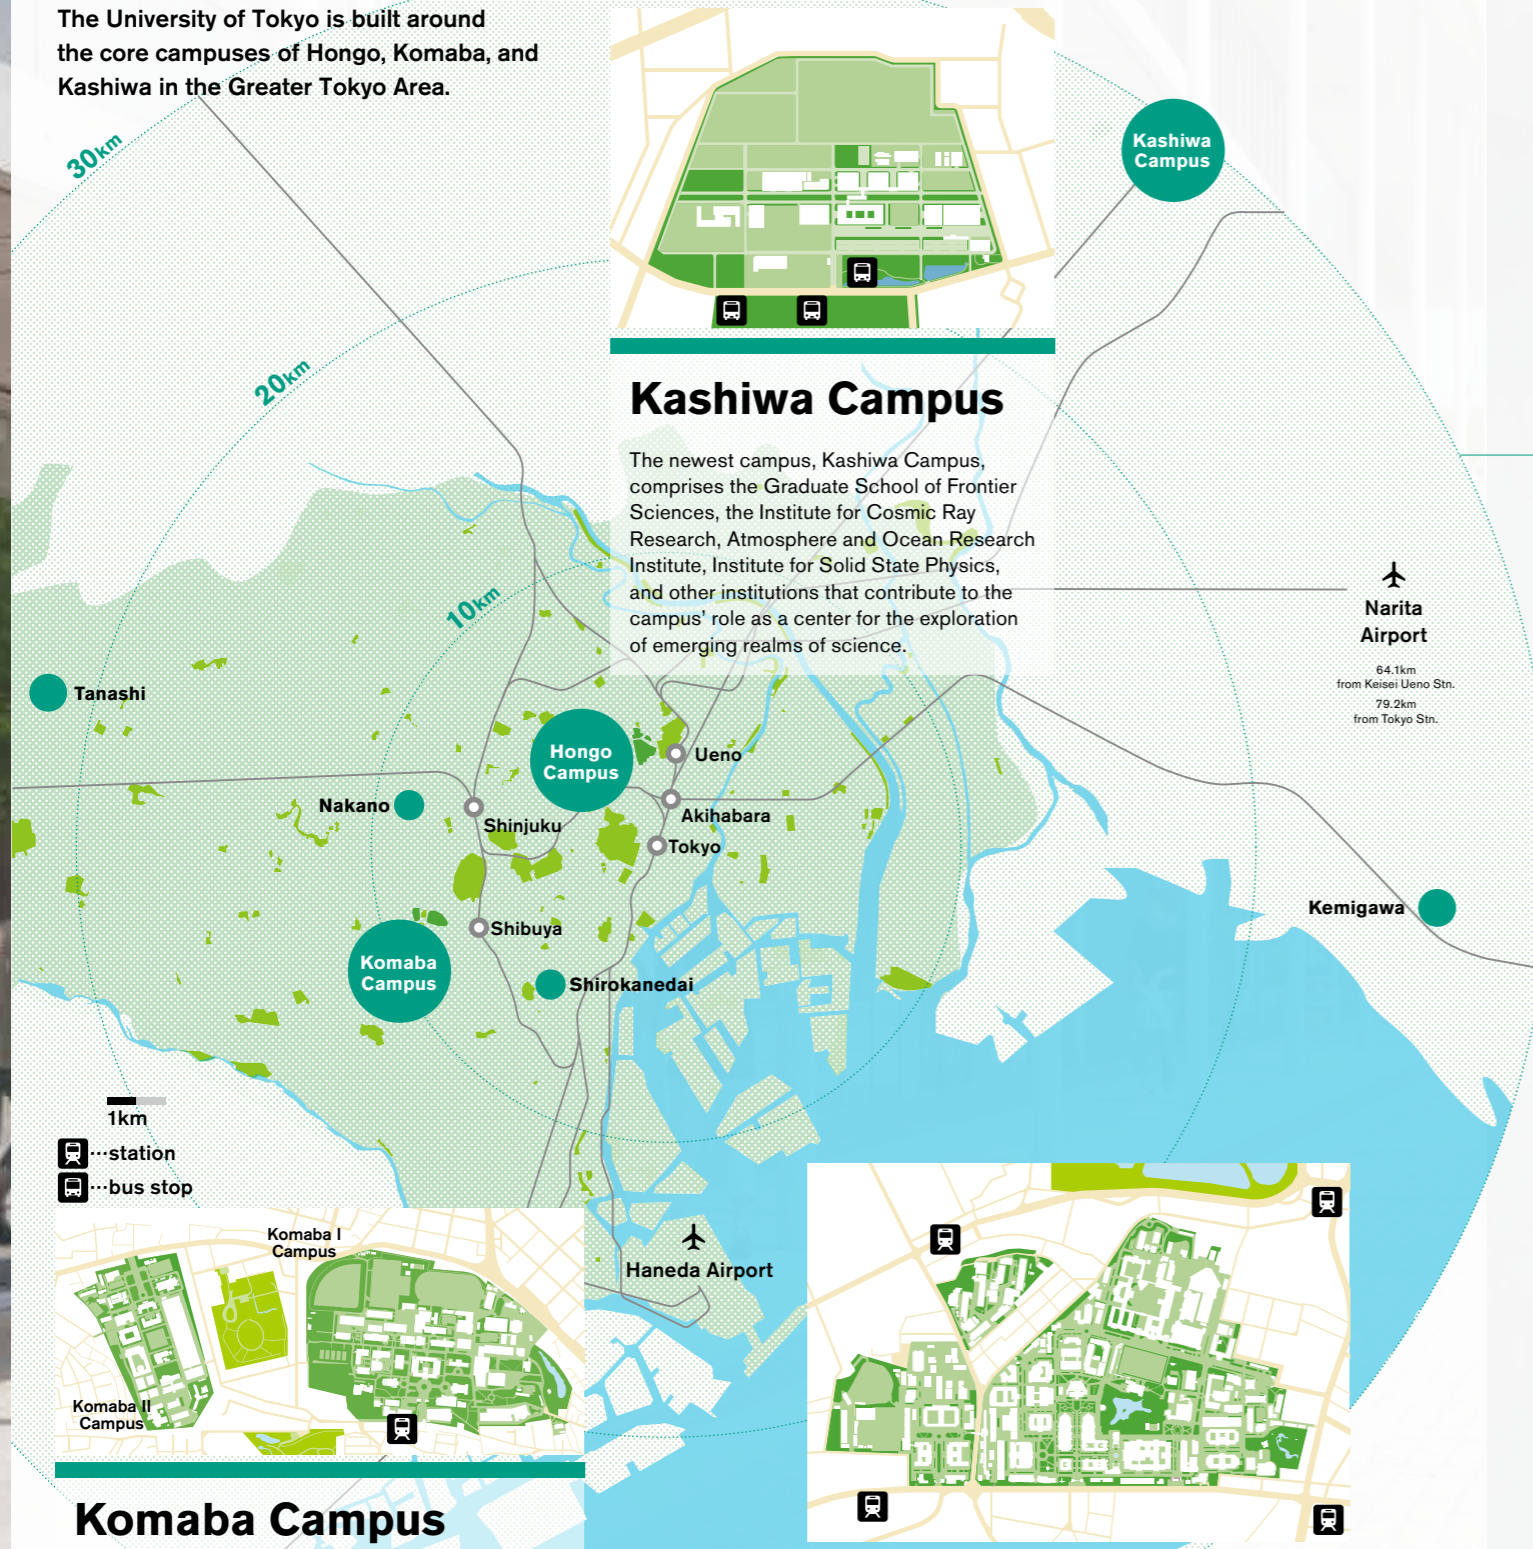 The University of Tokyo is built around
the core campuses of Hongo, Komaba, and
Kashiwa in the Greater Tokyo Area.
30km
20km
10km
Kashiwa
Campus
Kashiwa Campus
The newest campus, Kashiwa Campus,
comprises the Graduate School of Frontier
Sciences, the Institute for Cosmic Ray
Research, Atmosphere and Ocean Research
Institute, Institute for Solid State Physics,
and other institutions that contribute to the
campus’ role as a center for the exploration
of emerging realms of science.
Narita
Airport
64.1km
from Keisei Ueno Stn.
79.2km
from Tokyo Stn.
Tanashi
Hongo
Campus
Ueno
Nakano
Shinjuku
Akihabara
Tokyo
Kemigawa
Shibuya
Komaba
Campus
Shirokanedai
1km
···station
···bus stop
Haneda Airport
Komaba I
Campus
Komaba II
Campus
Komaba Campus